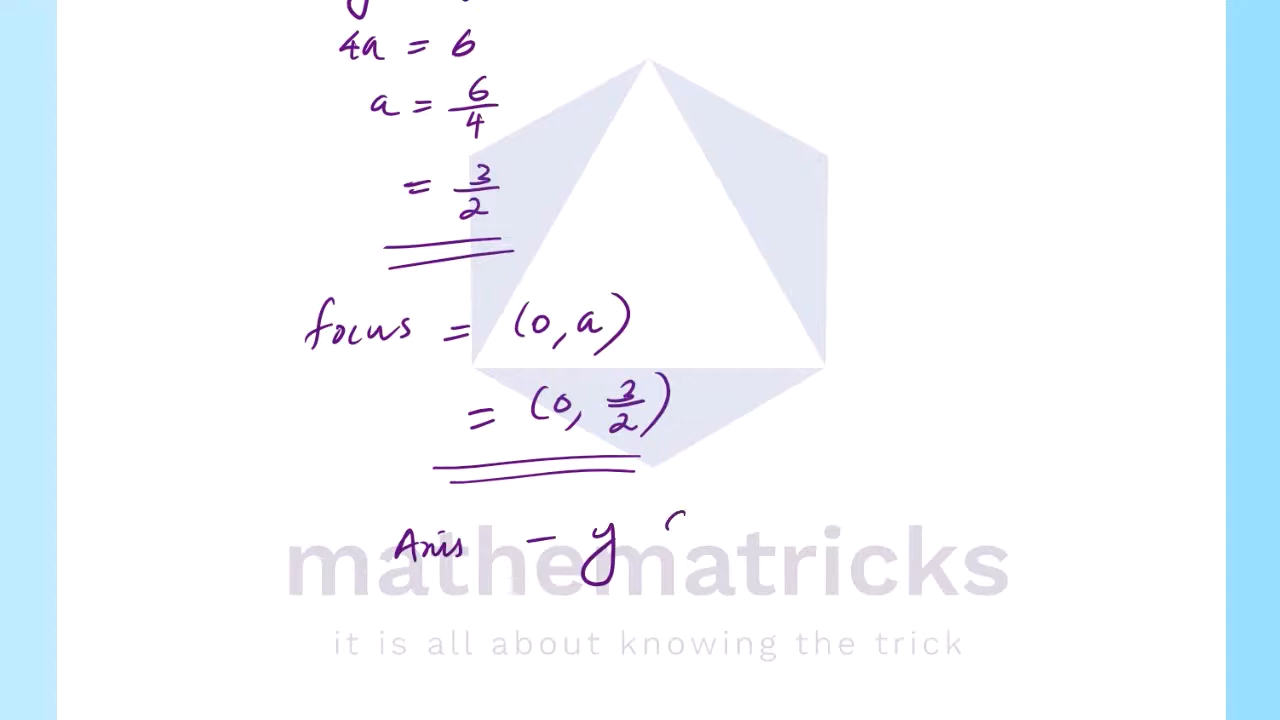 4a = 6
a = 6/4
= 3/2
focus = (0, a)
= (0, 3/2)
Axis - y
mathematricks
it is all about knowing the trick